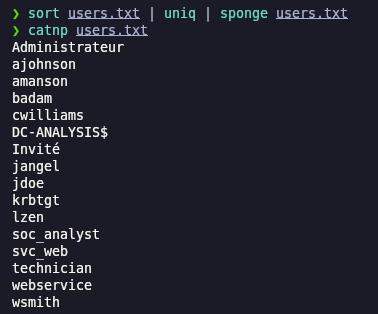 ❯ sort users.txt | uniq | sponge users.txt
❯ catnp users.txt
Administrateur
ajohnson
amanson
badam
cwilliams
DC-ANALYSIS$
Invité
jangel
jdoe
krbtgt
lzen
soc_analyst
svc_web
technician
webservice
wsmith